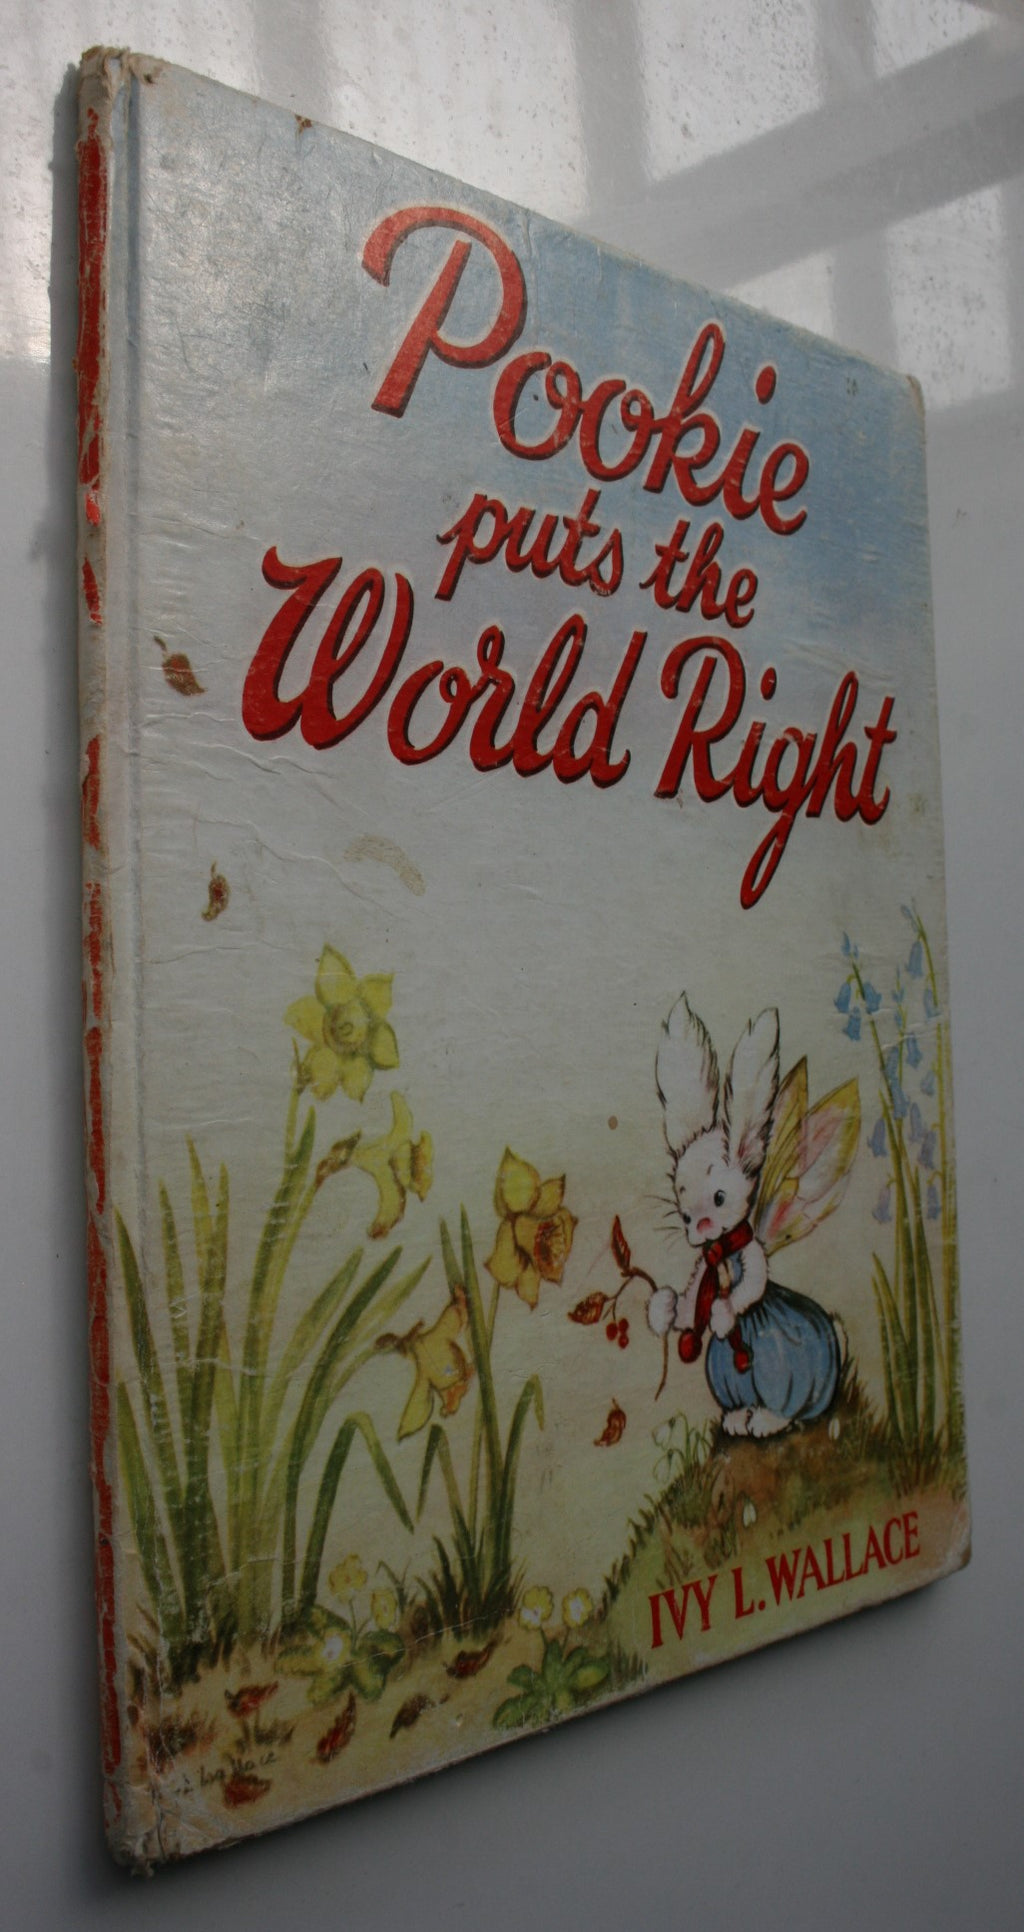 Pookie
puts the
World Right
IVY L. WALLACE